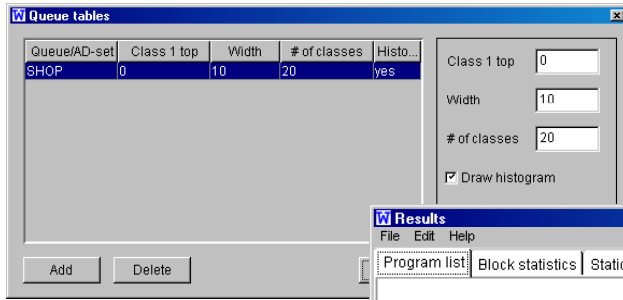 W Queue tables
Queue/AD-set Class 1 top Width # of classes Histo...
SHOP 0 10 20 yes
Class 1 top 0
Width 10
# of classes 20
Draw histogram
Add Delete
W Results
File Edit Help
Program list Block statistics